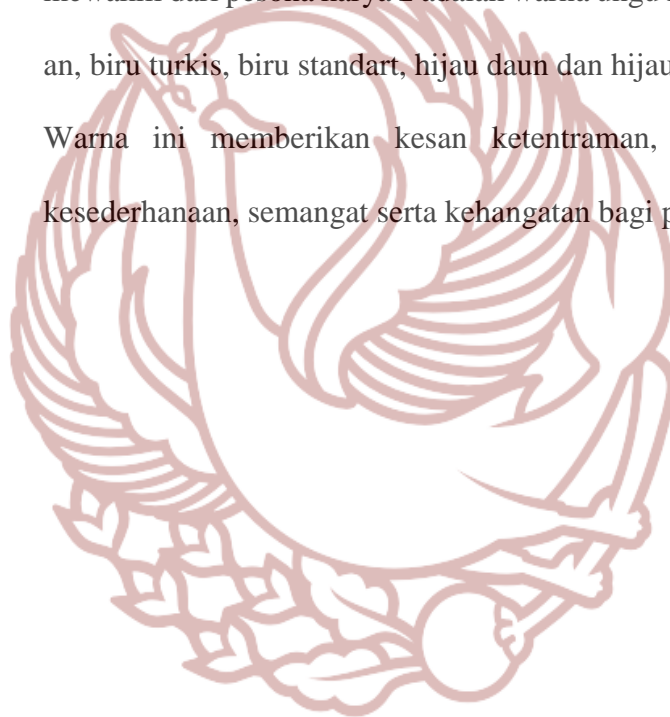 an, biru turkis, biru standart, hijau daun dan hijau
Warna ini memberikan kesan ketentraman,
kesederhanaan, semangat serta kehangatan bagi